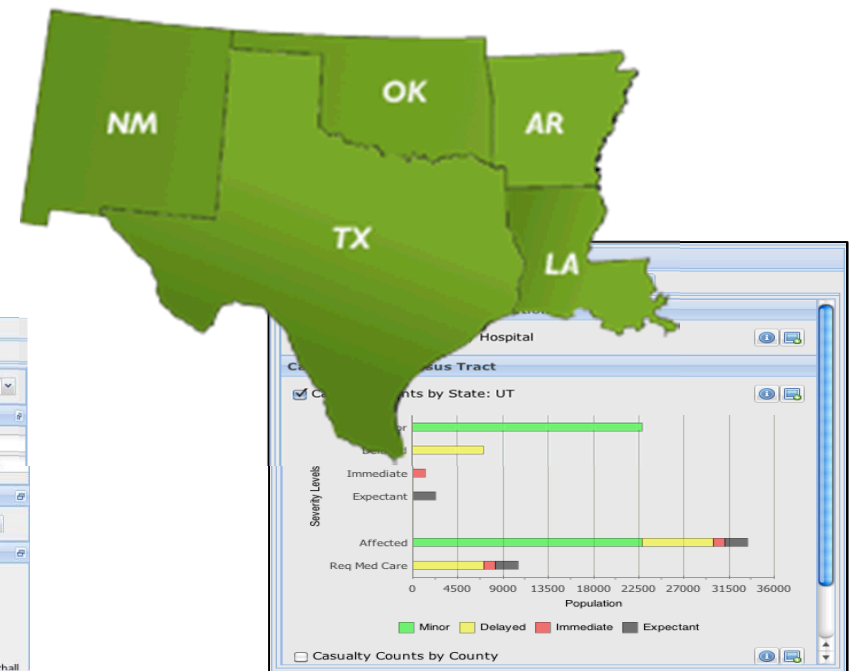 NM
OK
AR
TX
LA
Hospital
sus Tract
nts by State: UT
Severity Levels
Immediate
Expectant
Affected
Req Med Care
0 4500 9000 13500 18000 22500 27000 31500 36000
Population
Minor Delayed Immediate Expectant
Casualty Counts by County